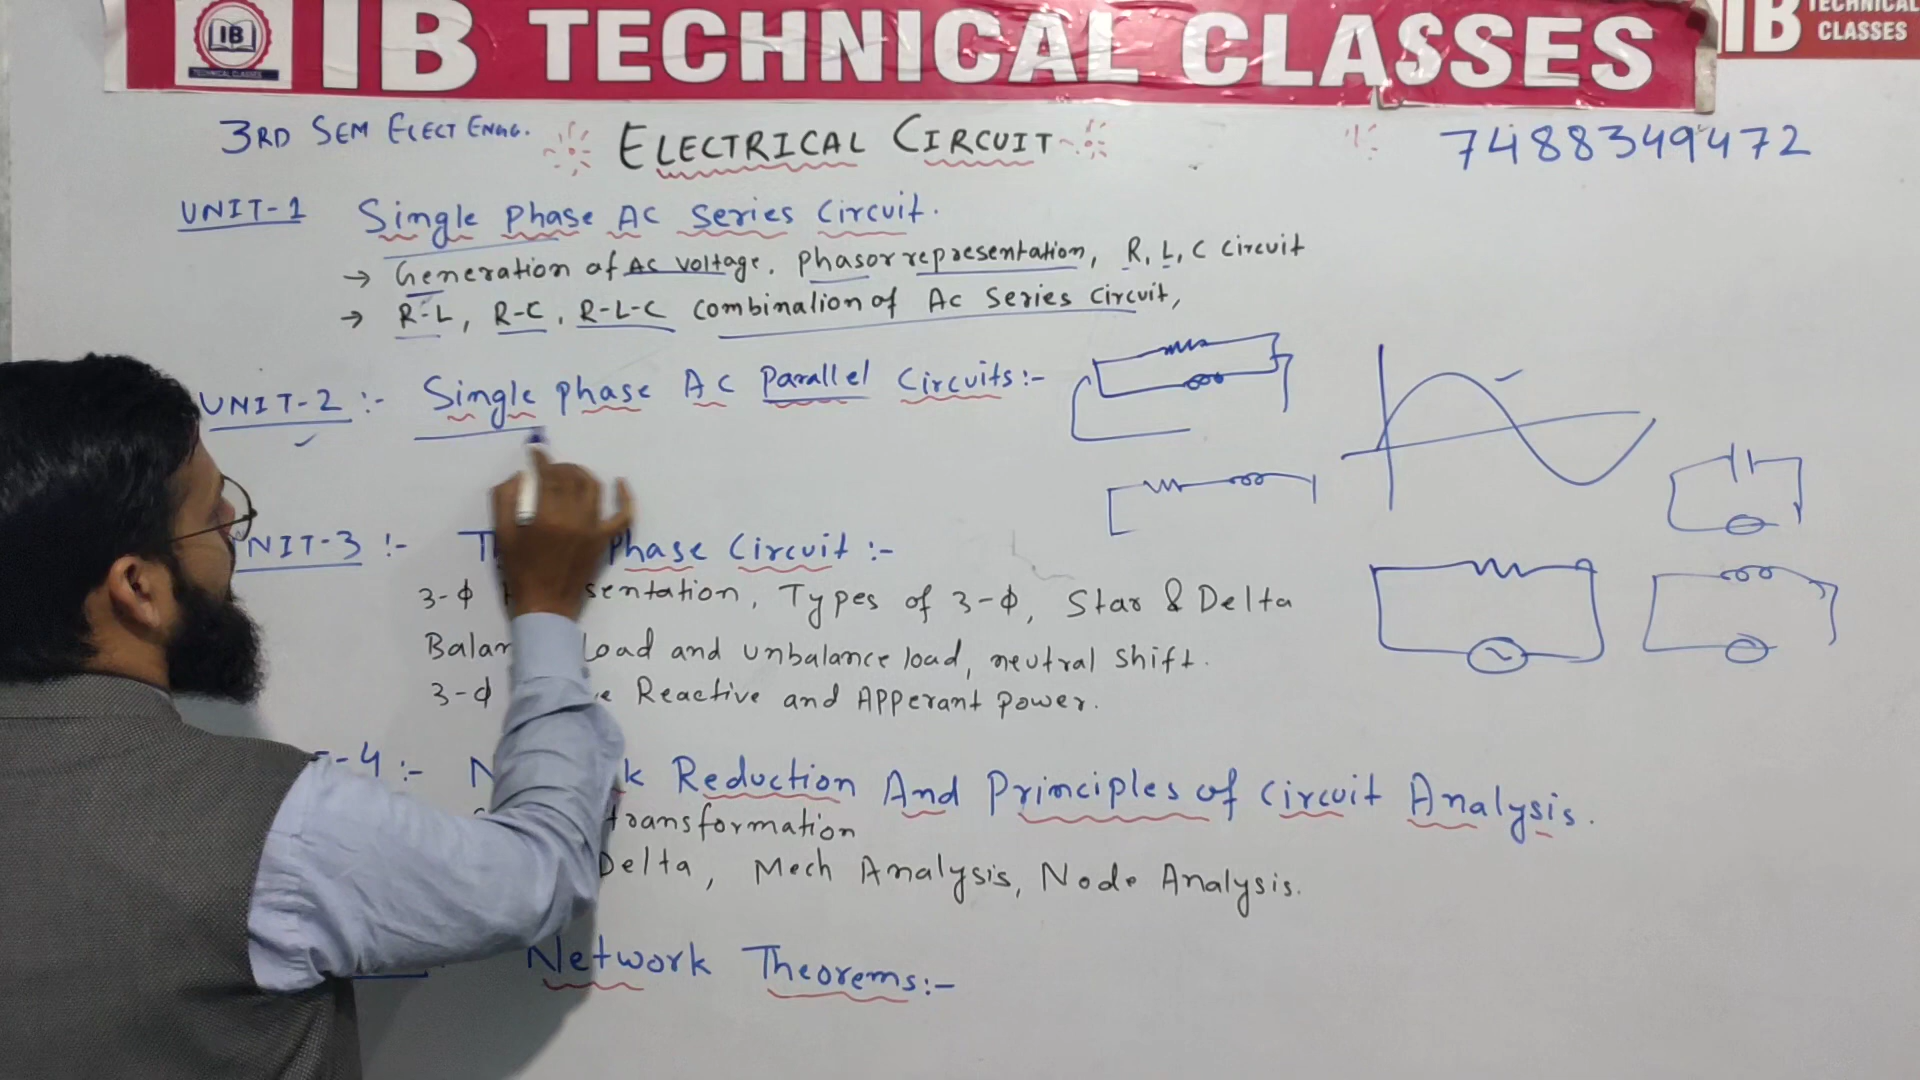 IB
TECHNICAL CLASSES
IB TECHNICAL CLASSES
IB TECHNICAL CLASSES
3RD SEM ELECT ENGG.
ELECTRICAL CIRCUIT
7488349472
UNIT-1 Single Phase AC Series Circuit.
→ Generation of AC Voltage, Phasor representation, R, L, C Circuit
→ R-L, R-C, R-L-C Combination of AC Series Circuit,
UNIT-2 :- Single phase AC Parallel Circuits:-
NIT-3 :- Phase Circuit :-
3-ϕ sentation, Types of 3-ϕ, Star & Delta
Balan Load and unbalance load, neutral shift.
3-ϕ Reactive and Apperant Power.
-4 :- N k Reduction And Principles of Circuit Analysis.
transformation
Delta, Mech Analysis, Node Analysis.
Network Theorems:-